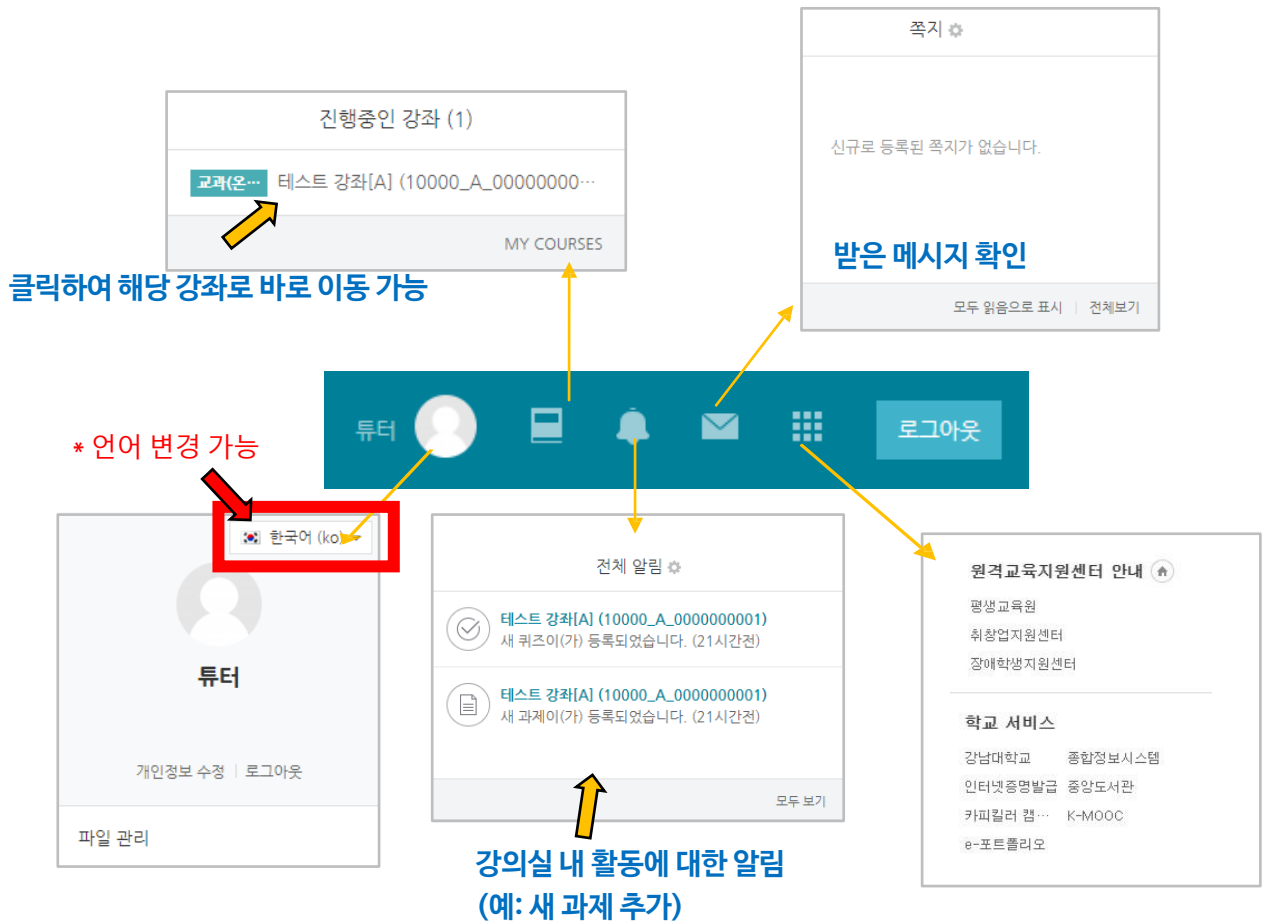 쪽지
신규로 등록된 쪽지가 없습니다.
받은 메시지 확인
모두 읽음으로 표시 | 전체보기
진행중인 강좌 (1)
교과(온… 테스트 강좌[A] (10000_A_00000000…
MY COURSES
클릭하여 해당 강좌로 바로 이동 가능
튜터 로그아웃
* 언어 변경 가능
한국어 (ko)
튜터
개인정보 수정 | 로그아웃
파일 관리
전체 알림
테스트 강좌[A] (10000_A_0000000001)
새 퀴즈이(가) 등록되었습니다. (21시간전)
테스트 강좌[A] (10000_A_0000000001)
새 과제이(가) 등록되었습니다. (21시간전)
모두 보기
강의실 내 활동에 대한 알림
(예: 새 과제 추가)
원격교육지원센터 안내
평생교육원
취창업지원센터
장애학생지원센터
학교 서비스
강남대학교 종합정보시스템
인터넷증명발급 중앙도서관
카피킬러 캠… K-MOOC
e-포트폴리오